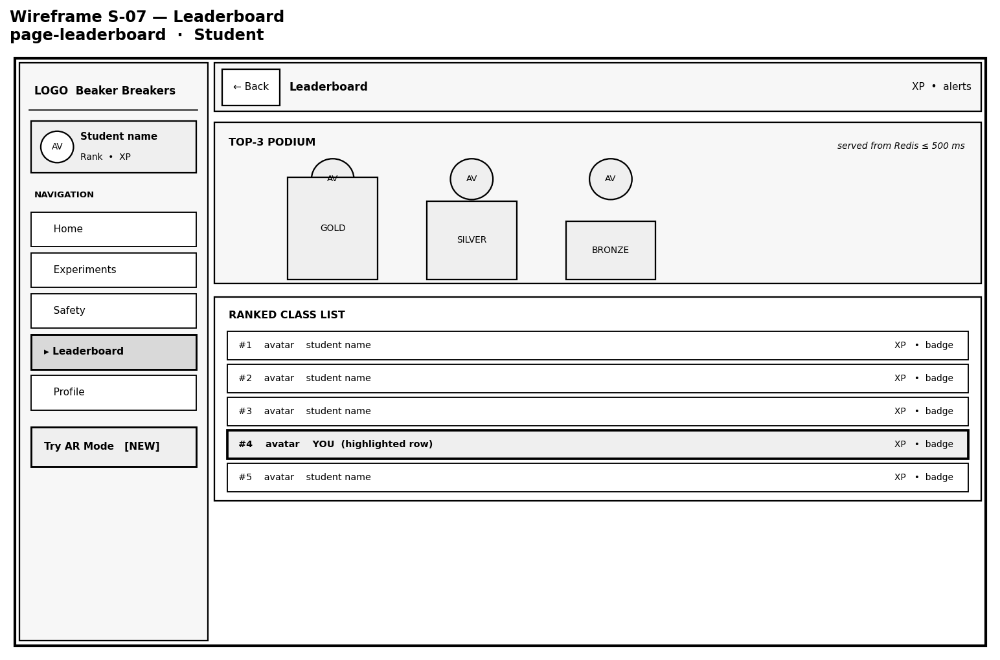 Wireframe S-07 — Leaderboard
page-leaderboard · Student
LOGO Beaker Breakers
AV
Student name
Rank • XP
NAVIGATION
Home
Experiments
Safety
▸ Leaderboard
Profile
Try AR Mode [NEW]
← Back Leaderboard XP • alerts
TOP-3 PODIUM
served from Redis ≤ 500 ms
AV AV AV
GOLD
SILVER
BRONZE
RANKED CLASS LIST
#1 avatar student name XP • badge
#2 avatar student name XP • badge
#3 avatar student name XP • badge
#4 avatar YOU (highlighted row) XP • badge
#5 avatar student name XP • badge